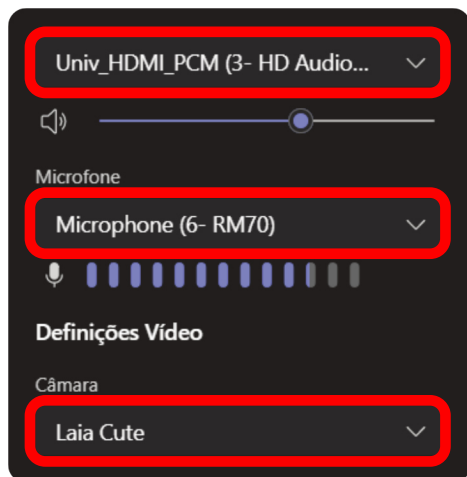 Univ_HDMI_PCM (3- HD Audio...
Microfone
Microphone (6- RM70)
Definições Vídeo
Câmara
Laia Cute